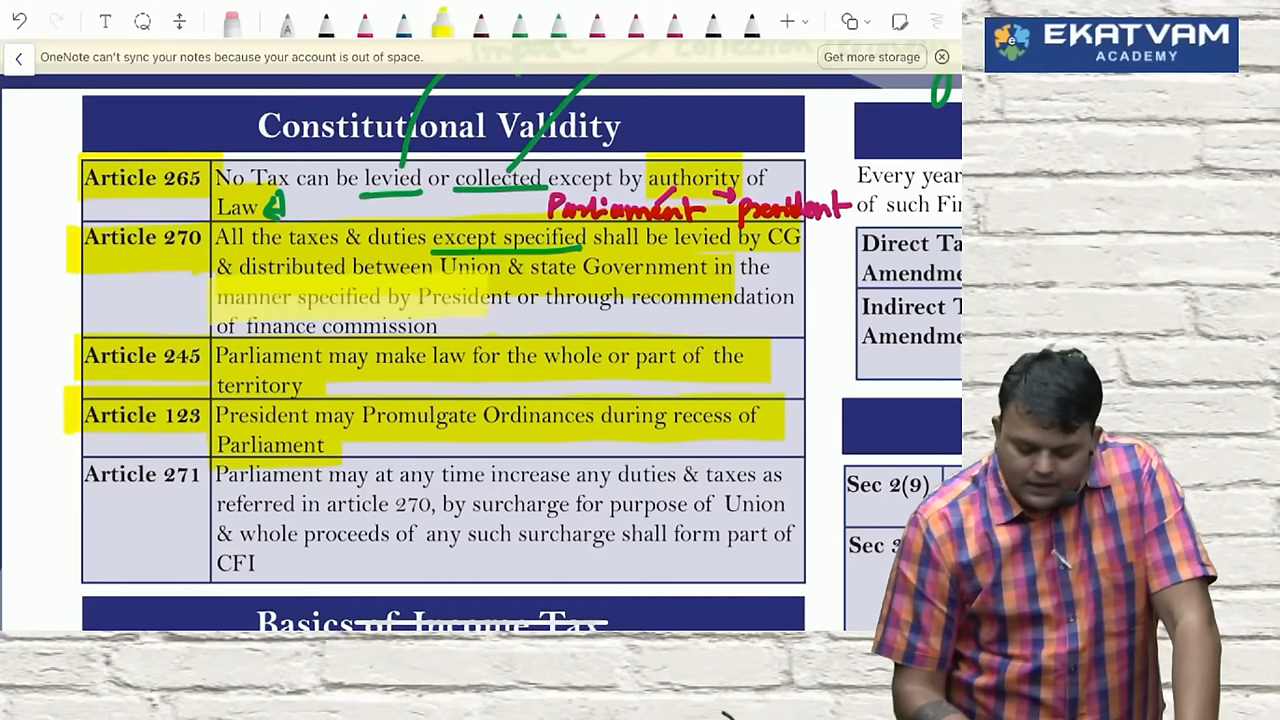 EKATVAM
ACADEMY
OneNote can't sync your notes because your account is out of space.
Get more storage
Constitutional Validity
Article 265
No Tax can be levied or collected except by authority of
Law
Parliament → president
Article 270
All the taxes & duties except specified shall be levied by CG
& distributed between Union & state Government in the
manner specified by President or through recommendation
of finance commission
Article 245
Parliament may make law for the whole or part of the
territory
Article 123
President may Promulgate Ordinances during recess of
Parliament
Article 271
Parliament may at any time increase any duties & taxes as
referred in article 270, by surcharge for purpose of Union
& whole proceeds of any such surcharge shall form part of
CFI
Basics of Income Tax
Every year
of such Fi
Direct Ta
Amendme
Indirect T
Amendme
Sec 2(9)
Sec 3